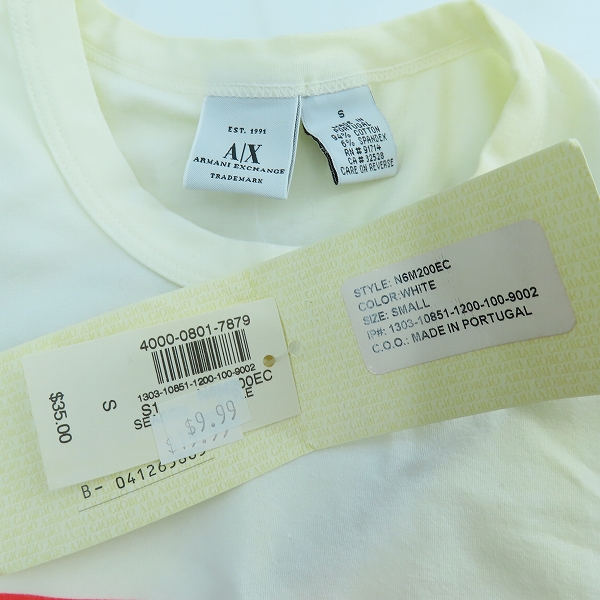 EST. 1991
A|X
ARMANI EXCHANGE
TRADEMARK
S
PORTUGAL
94% COTTON
6% SPANDEX
RN # 91714
CA # 32528
CARE ON REVERSE
STYLE: N6M200EC
COLOR:WHITE
SIZE: SMALL
IP#: 1303-10851-1200-100-9002
C.O.O.: MADE IN PORTUGAL
4000-0801-7879
1303-10851-1200-100-9002
$9.99
S
$35.00
B-